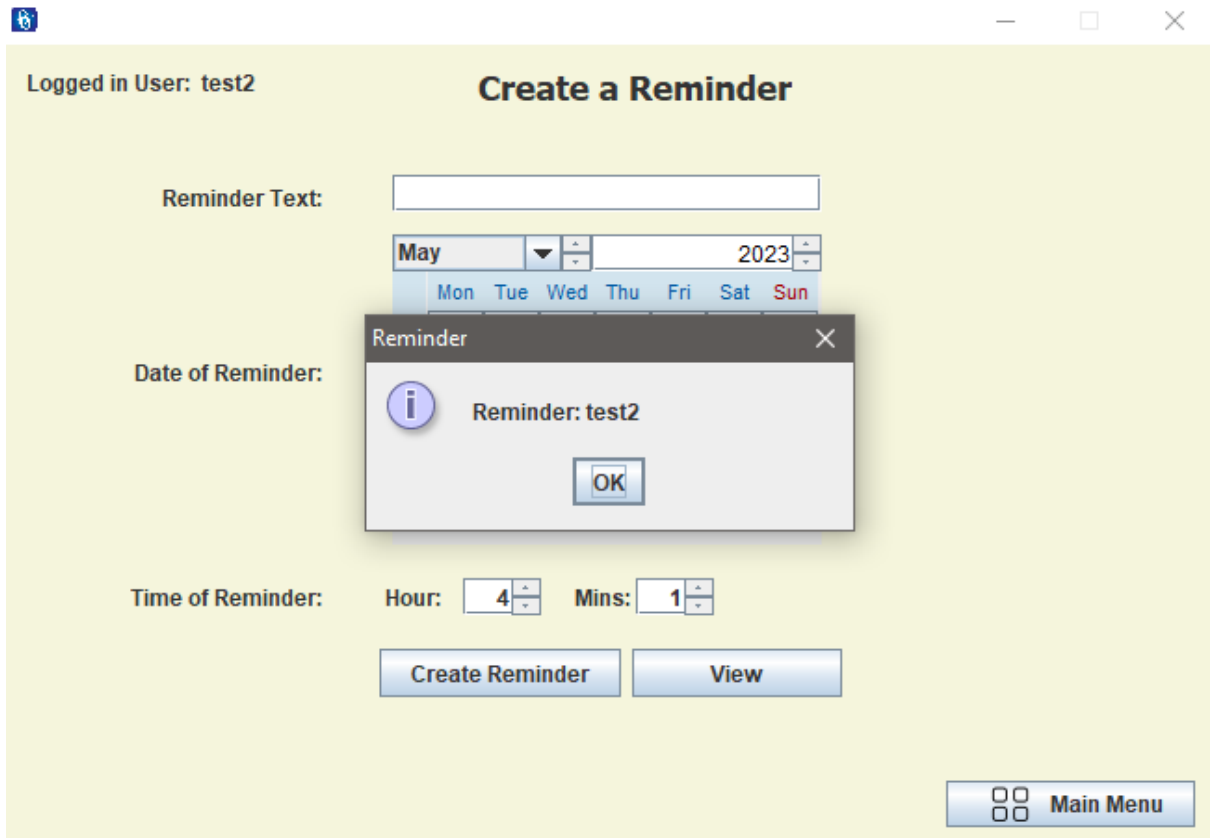 Logged in User: test2
Create a Reminder
Reminder Text:
May 2023
Mon Tue Wed Thu Fri Sat Sun
Reminder
Date of Reminder:
Reminder: test2
OK
Time of Reminder: Hour: 4 Mins: 1
Create Reminder View
Main Menu